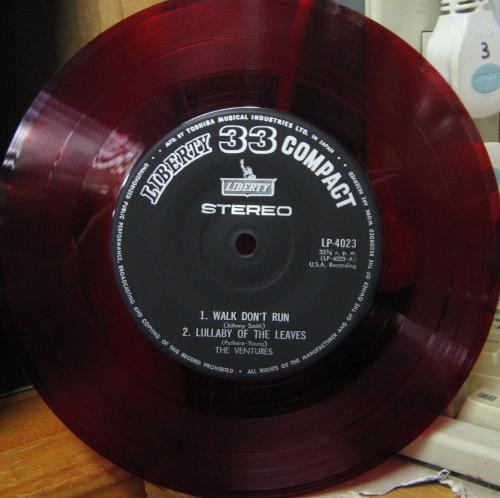 MFD. BY TOSHIBA MUSICAL INDUSTRIES LTD. IN JAPAN
LIBERTY 33 COMPACT
LIBERTY
STEREO
LP-4023
33⅓ r. p. m.
(LP-4023-A)
U.S.A. Recording
1. WALK DON'T RUN
(Johnny Smith)
2. LULLABY OF THE LEAVES
(Petkere-Young)
THE VENTURES
UNAUTHORIZED PUBLIC PERFORMANCE, BROADCASTING AND COPYING OF THIS RECORD PROHIBITED • ALL RIGHTS OF THE MANUFACTURER AND OF THE OWNER OF THE RECORDED WORK ARE RESERVED
3